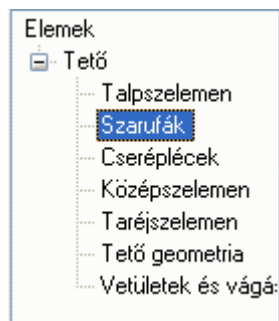 Elemek
Tető
Talpszelemen
Szarufák
Cseréplécek
Középszelemen
Taréjszelemen
Tető geometria
Vetületek és vágá